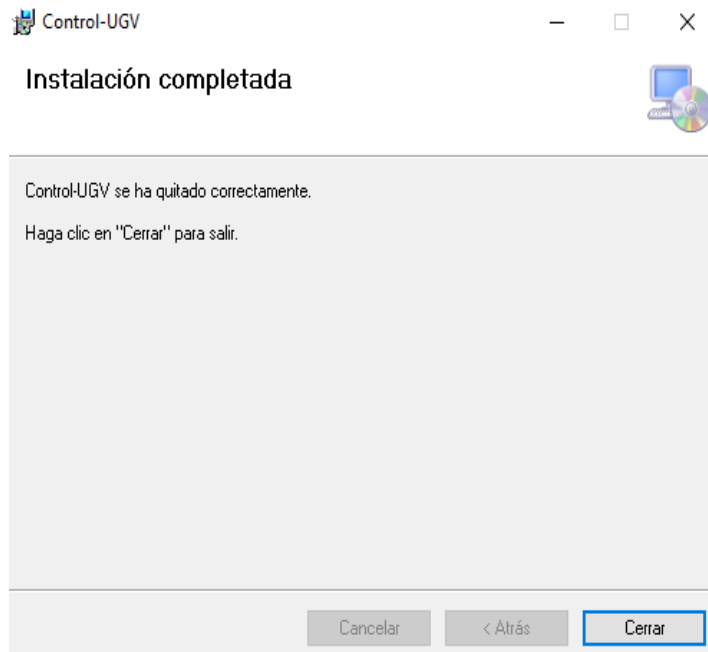 Control-UGV
Instalación completada
Control-UGV se ha quitado correctamente.
Haga clic en "Cerrar" para salir.
Cancelar
< Atrás
Cerrar